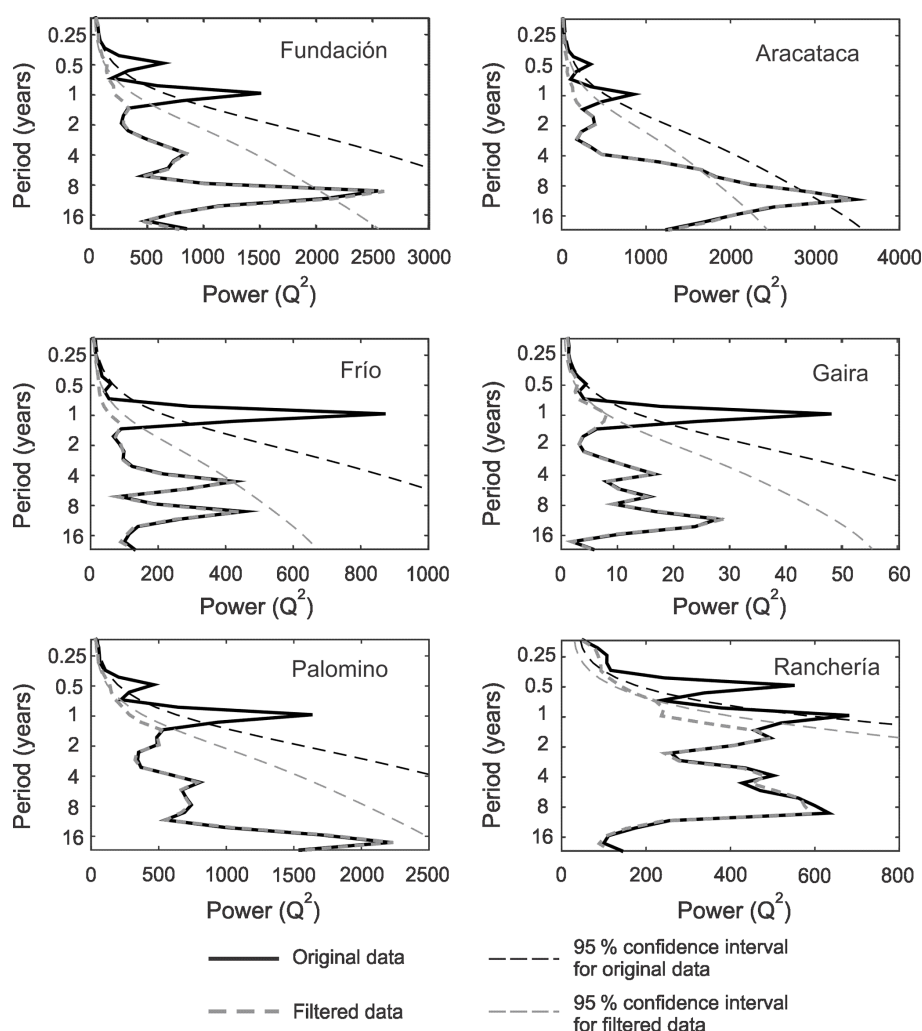 Fundación
Period (years)
0.25
0.5
1
2
4
8
16
0 500 1000 1500 2000 2500 3000
Power (Q²)
Aracataca
Period (years)
0.25
0.5
1
2
4
8
16
0 1000 2000 3000 4000
Power (Q²)
Frío
Period (years)
0.25
0.5
1
2
4
8
16
0 200 400 600 800 1000
Power (Q²)
Gaira
Period (years)
0.25
0.5
1
2
4
8
16
0 10 20 30 40 50 60
Power (Q²)
Palomino
Period (years)
0.25
0.5
1
2
4
8
16
0 500 1000 1500 2000 2500
Power (Q²)
Ranchería
Period (years)
0.25
0.5
1
2
4
8
16
0 200 400 600 800
Power (Q²)
Original data
95 % confidence interval
for original data
Filtered data
95 % confidence interval
for filtered data